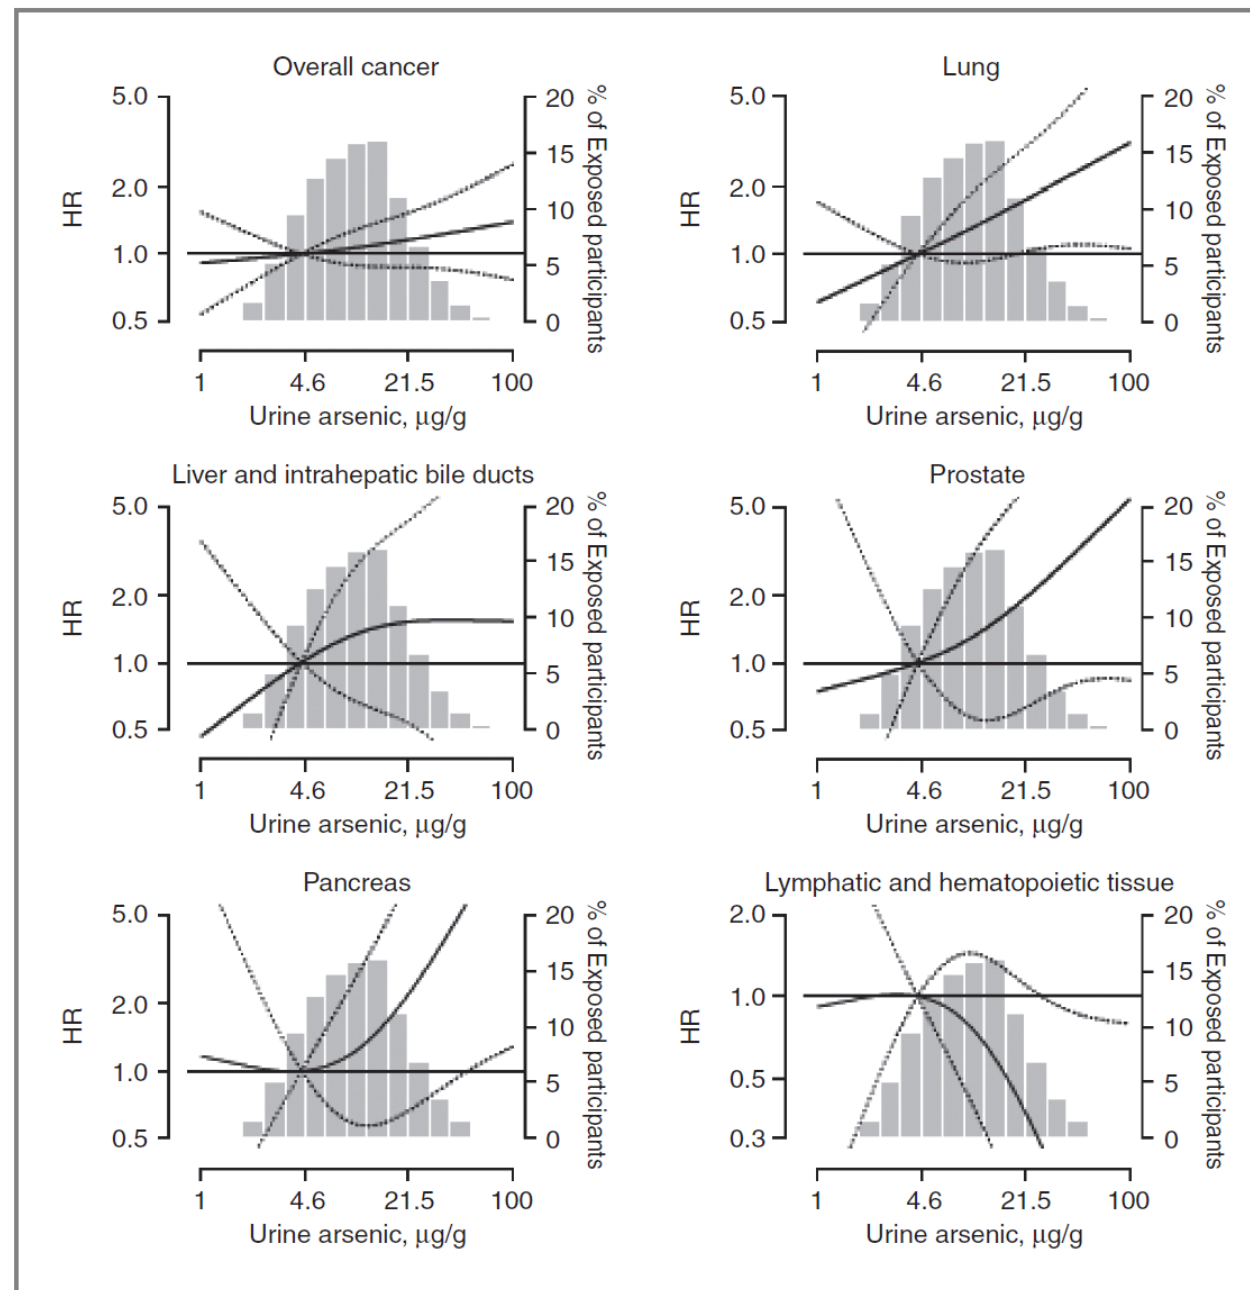 Overall cancer
5.0
2.0
1.0
0.5
HR
20
15
10
5
0
% of Exposed participants
1 4.6 21.5 100
Urine arsenic, μg/g
Lung
5.0
2.0
1.0
0.5
HR
20
15
10
5
0
% of Exposed participants
1 4.6 21.5 100
Urine arsenic, μg/g
Liver and intrahepatic bile ducts
5.0
2.0
1.0
0.5
HR
20
15
10
5
0
% of Exposed participants
1 4.6 21.5 100
Urine arsenic, μg/g
Prostate
5.0
2.0
1.0
0.5
HR
20
15
10
5
0
% of Exposed participants
1 4.6 21.5 100
Urine arsenic, μg/g
Pancreas
5.0
2.0
1.0
0.5
HR
20
15
10
5
0
% of Exposed participants
1 4.6 21.5 100
Urine arsenic, μg/g
Lymphatic and hematopoietic tissue
2.0
1.0
0.5
0.3
HR
20
15
10
5
0
% of Exposed participants
1 4.6 21.5 100
Urine arsenic, μg/g